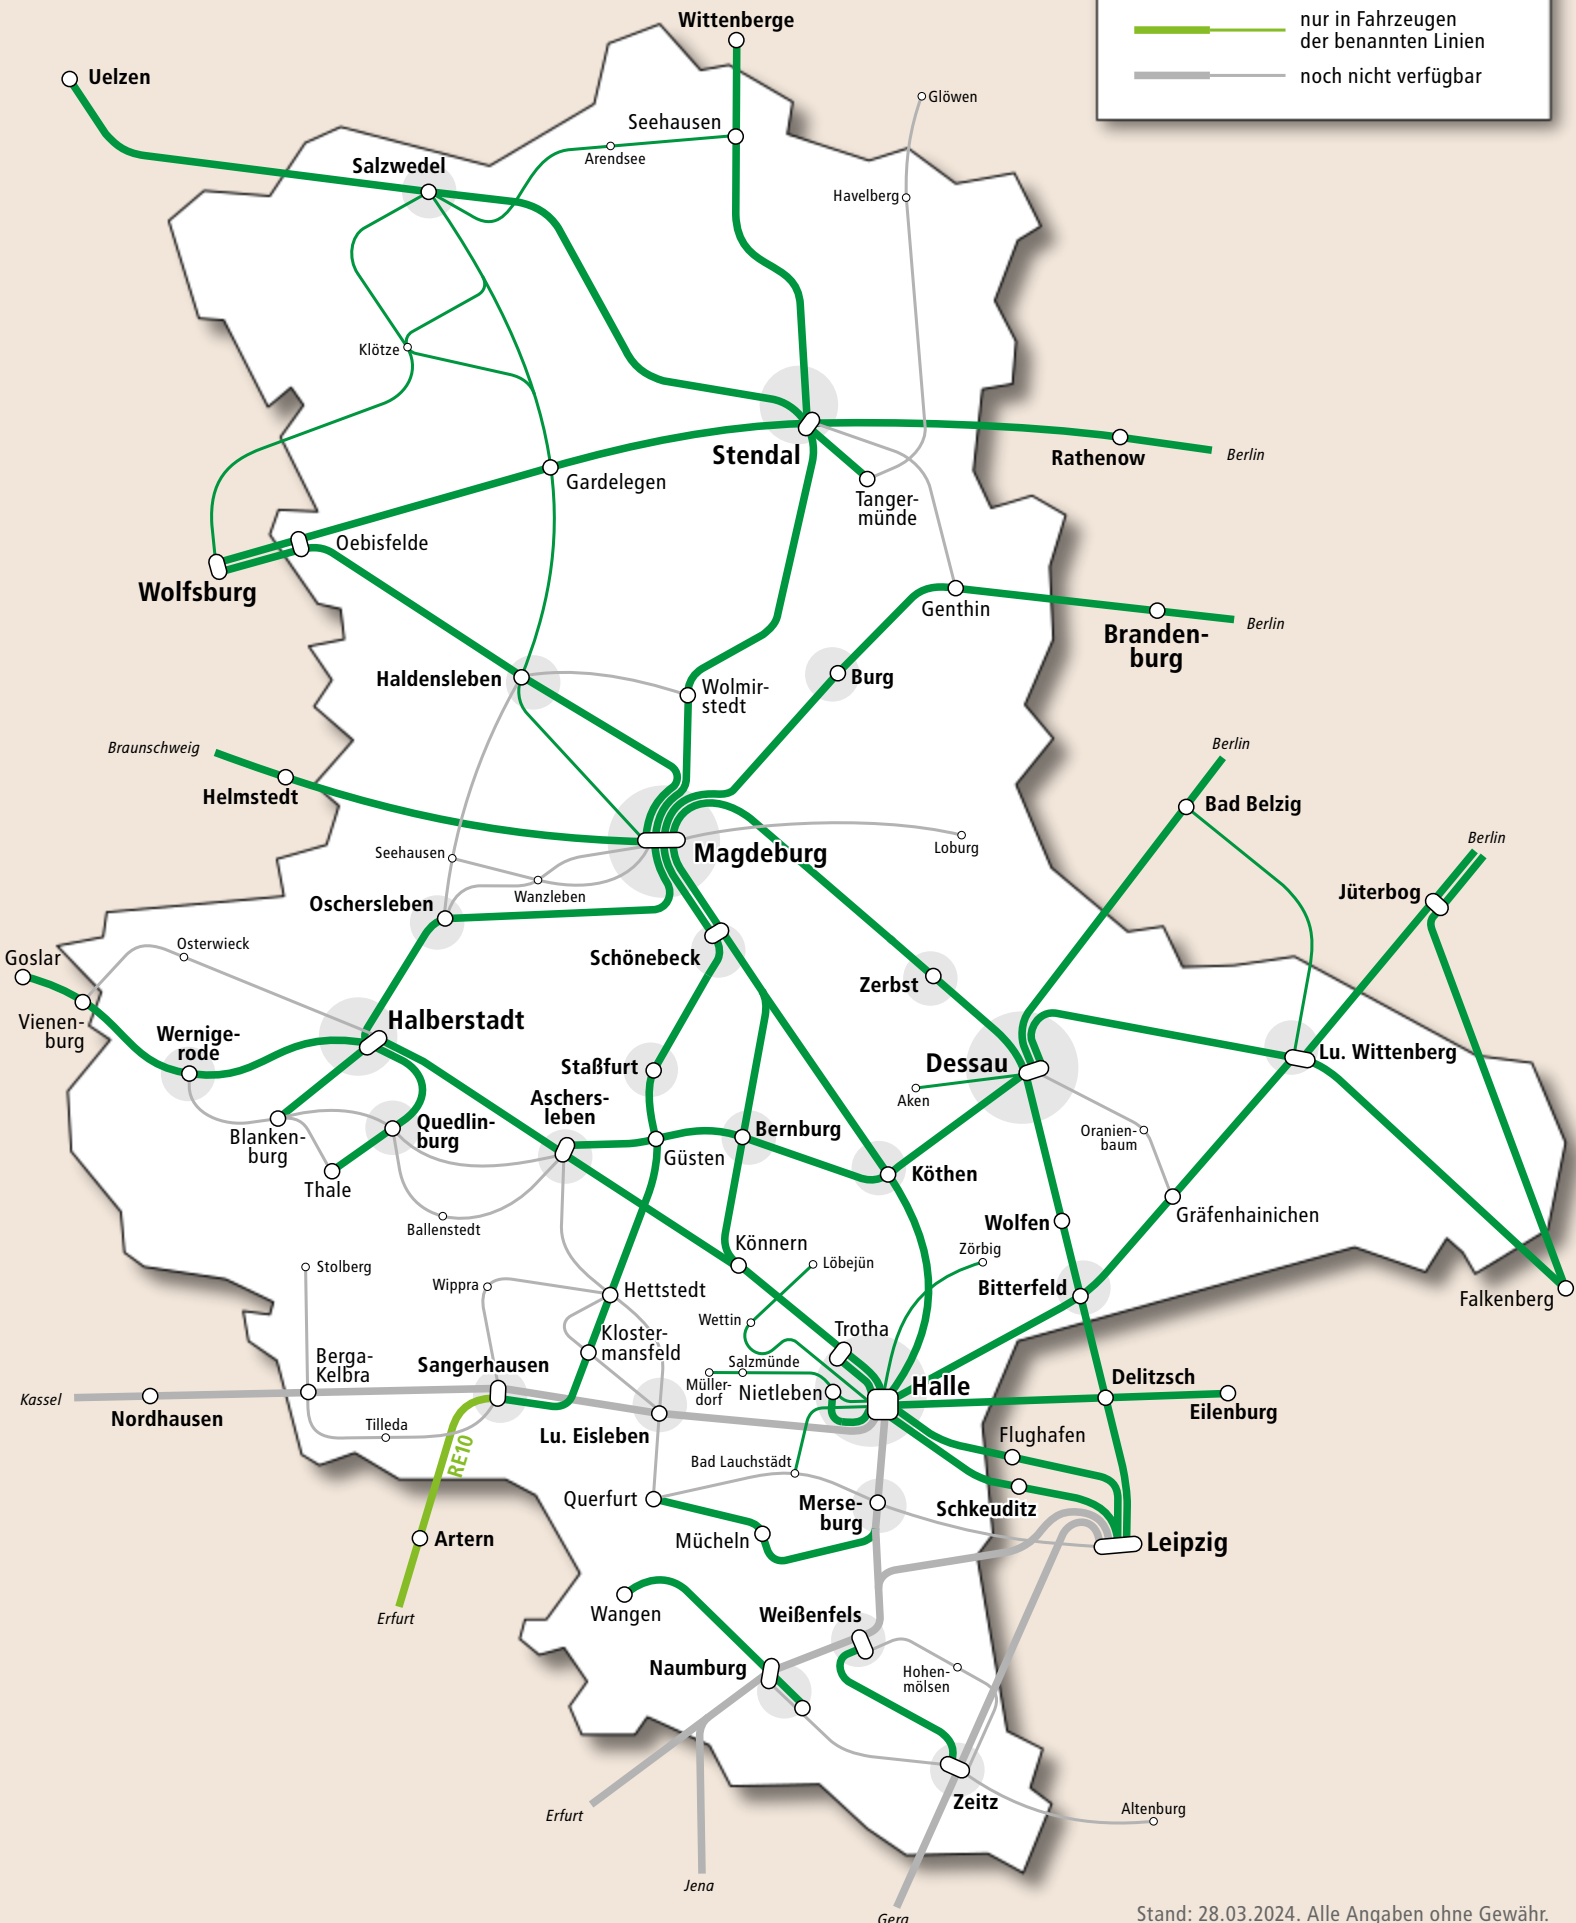 nur in Fahrzeugen
der benannten Linien
noch nicht verfügbar
Wittenberge
Uelzen
Glöwen
Seehausen
Arendsee
Salzwedel
Havelberg
Klötze
Stendal
Rathenow
Berlin
Gardelegen
Tanger-
münde
Oebisfelde
Wolfsburg
Genthin
Branden-
burg
Berlin
Haldensleben
Wolmir-
stedt
Burg
Braunschweig
Helmstedt
Berlin
Bad Belzig
Berlin
Seehausen
Magdeburg
Loburg
Wanzleben
Oschersleben
Jüterbog
Osterwieck
Goslar
Schönebeck
Zerbst
Vienen-
burg
Wernige-
rode
Halberstadt
Staßfurt
Dessau
Lu. Wittenberg
Aken
Aschers-
leben
Blanken-
burg
Quedlin-
burg
Bernburg
Oranien-
baum
Güsten
Köthen
Thale
Ballenstedt
Wolfen
Gräfenhainichen
Könnern
Löbejün
Zörbig
Stolberg
Wippra
Hettstedt
Bitterfeld
Falkenberg
Wettin
Trotha
Kloster-
mansfeld
Berga-
Kelbra
Sangerhausen
Salzmünde
Müller-
dorf
Nietleben
Halle
Delitzsch
Eilenburg
Kassel
Nordhausen
Tilleda
Lu. Eisleben
Flughafen
RE10
Bad Lauchstädt
Querfurt
Merse-
burg
Schkeuditz
Mücheln
Artern
Leipzig
Erfurt
Wangen
Weißenfels
Naumburg
Hohen-
mölsen
Zeitz
Erfurt
Altenburg
Jena
Gera
Stand: 28.03.2024. Alle Angaben ohne Gewähr.